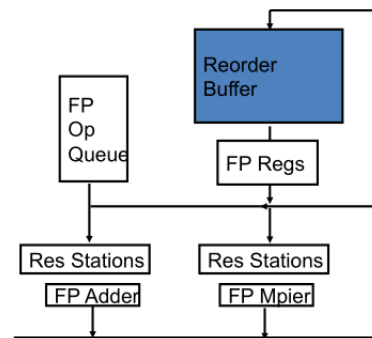 Reorder
Buffer
FP
Op
Queue
FP Regs
Res Stations
Res Stations
FP Adder
FP Mpier